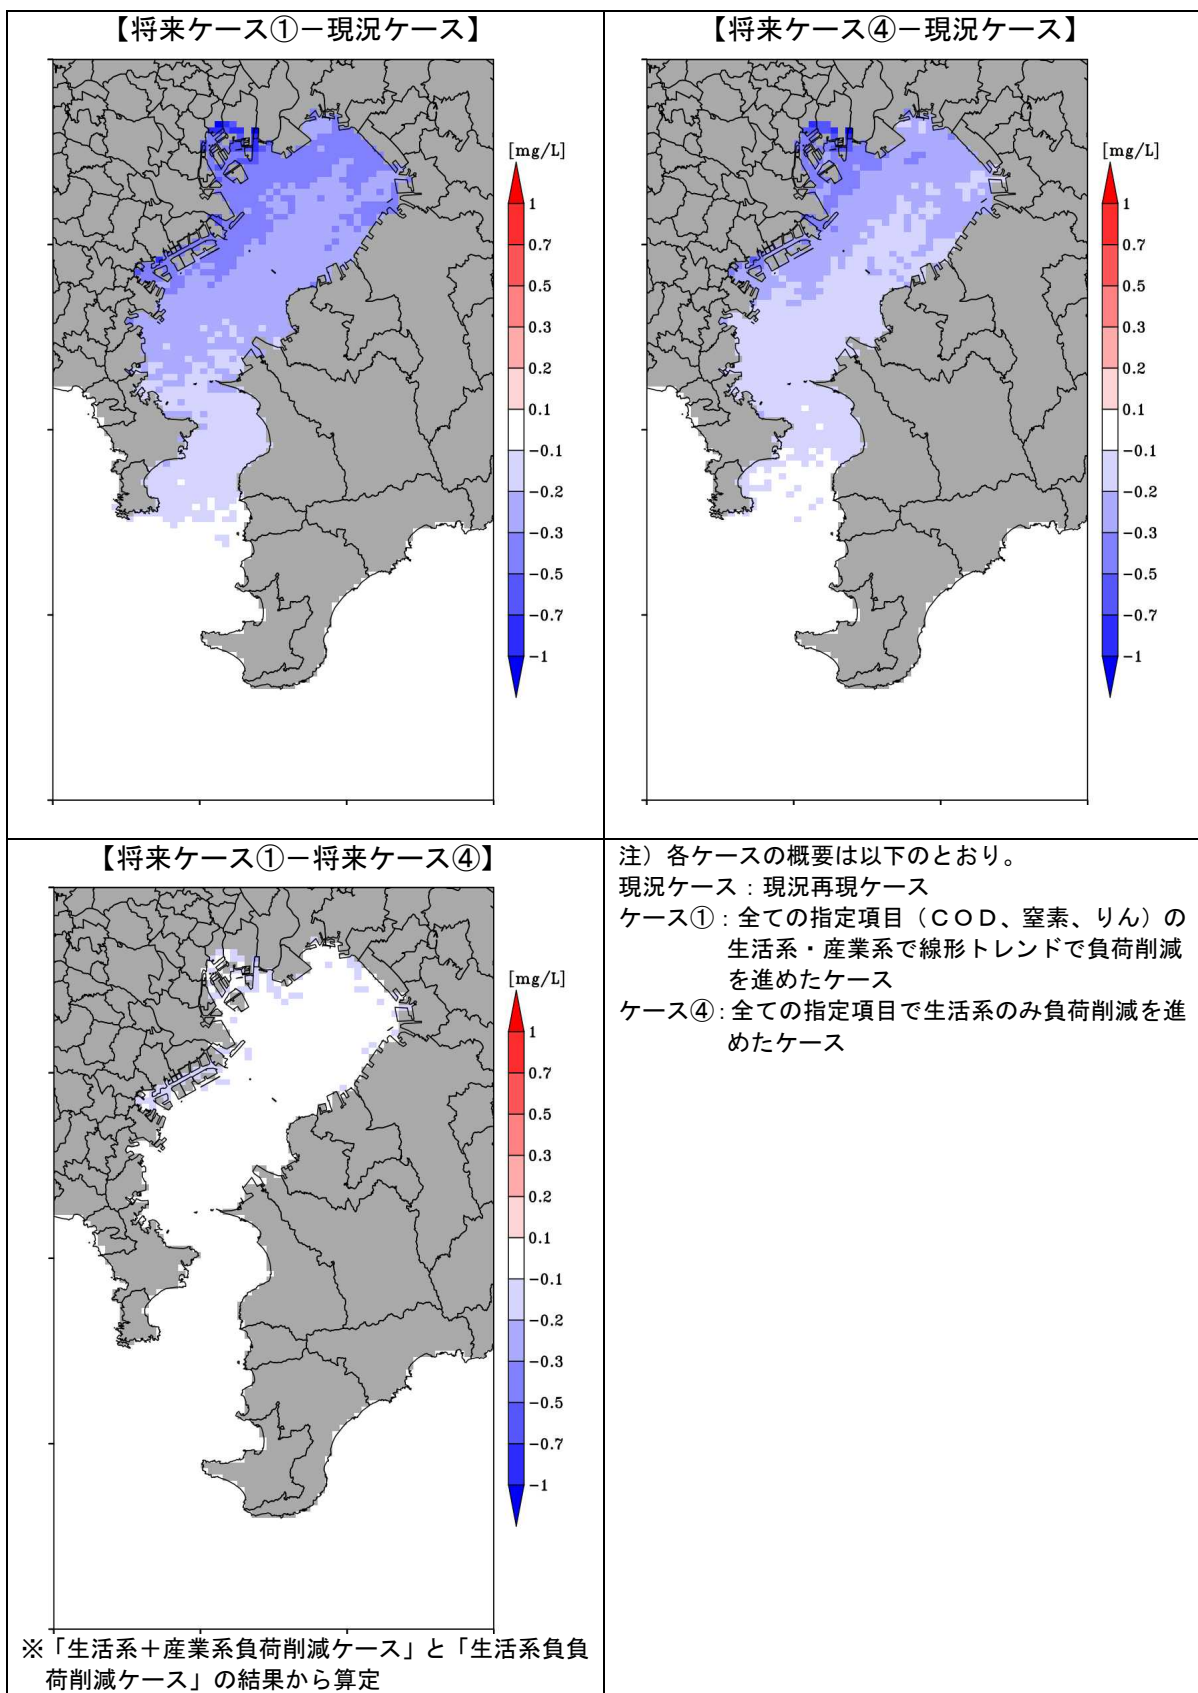 【将来ケース①－現況ケース】
[mg/L]
1
0.7
0.5
0.3
0.2
0.1
-0.1
-0.2
-0.3
-0.5
-0.7
-1
【将来ケース④－現況ケース】
[mg/L]
1
0.7
0.5
0.3
0.2
0.1
-0.1
-0.2
-0.3
-0.5
-0.7
-1
【将来ケース①－将来ケース④】
[mg/L]
1
0.7
0.5
0.3
0.2
0.1
-0.1
-0.2
-0.3
-0.5
-0.7
-1
※「生活系＋産業系負荷削減ケース」と「生活系負負
荷削減ケース」の結果から算定
注）各ケースの概要は以下のとおり。
現況ケース：現況再現ケース
ケース①：全ての指定項目（ＣＯＤ、窒素、りん）の
生活系・産業系で線形トレンドで負荷削減
を進めたケース
ケース④：全ての指定項目で生活系のみ負荷削減を進
めたケース